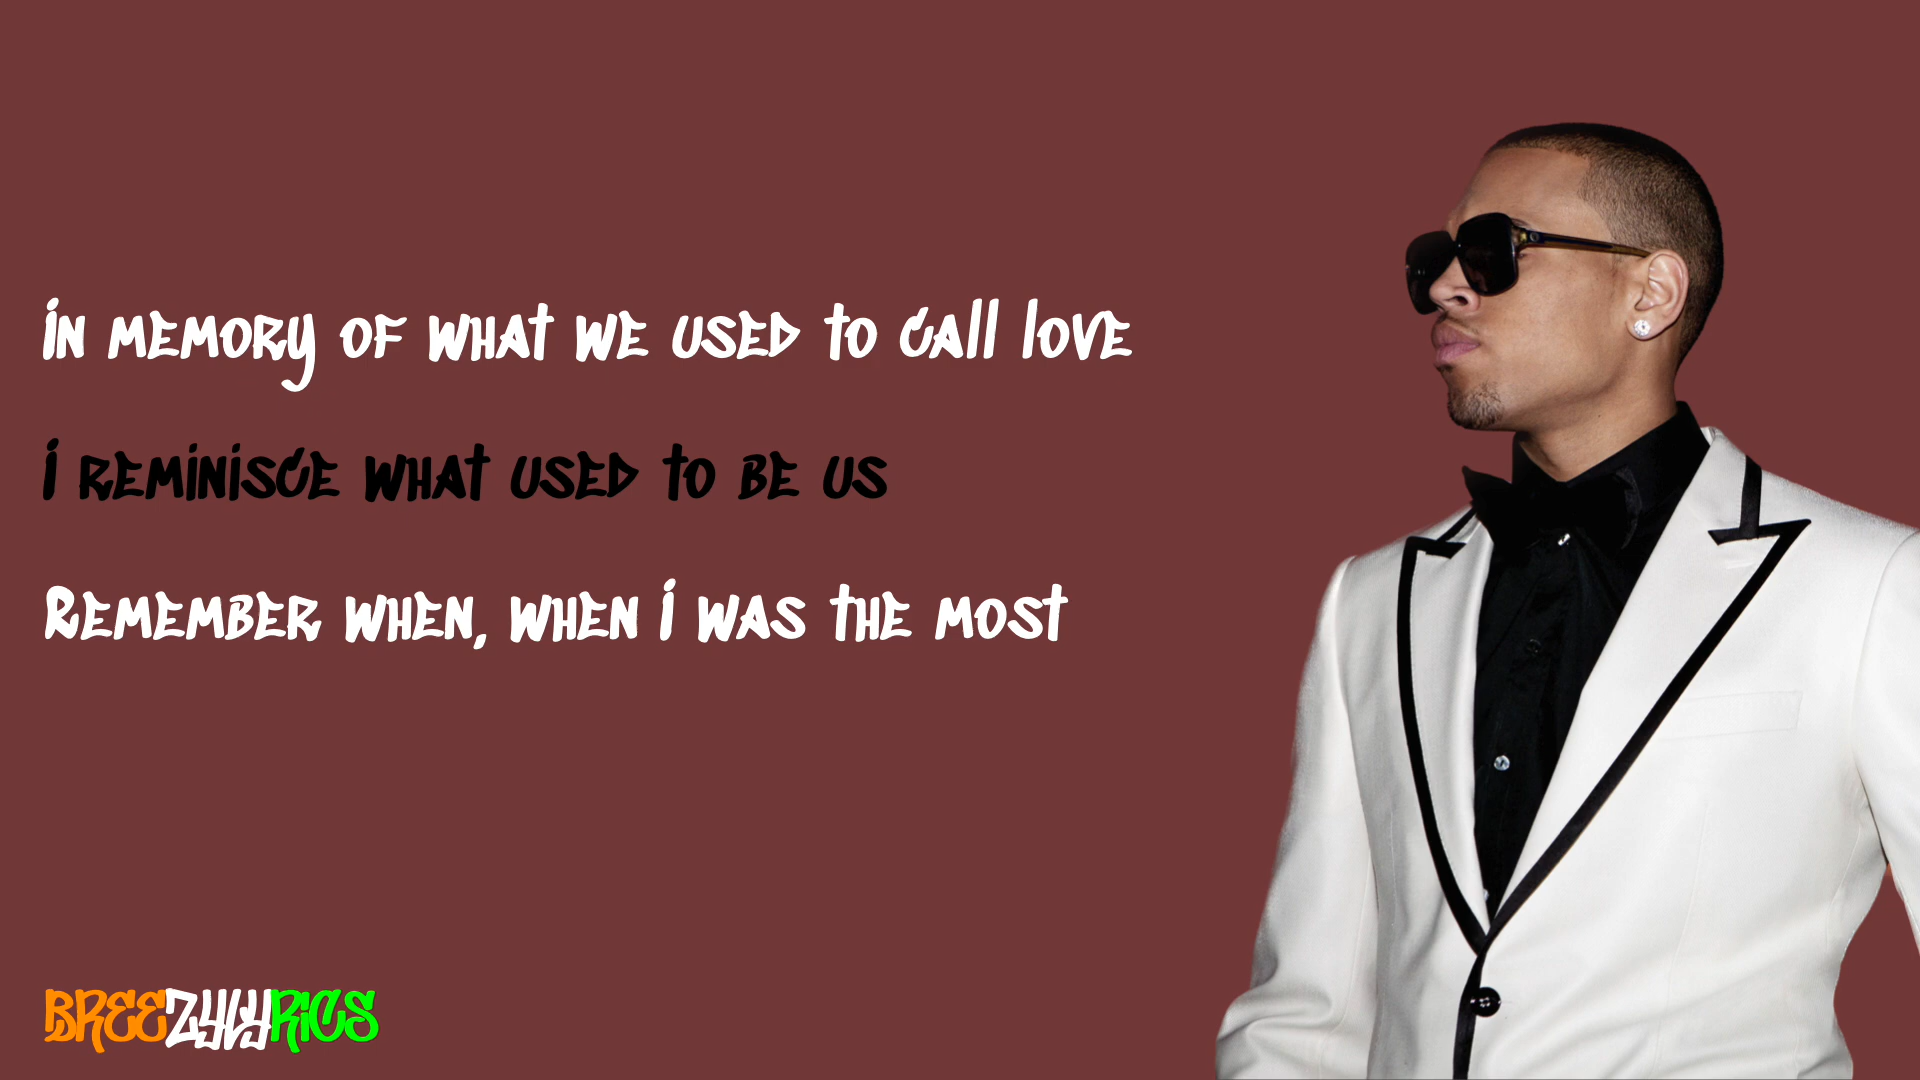 In memory of what we used to call love
I reminisce what used to be us
Remember when, when I was the most
BREEZYLYRICS